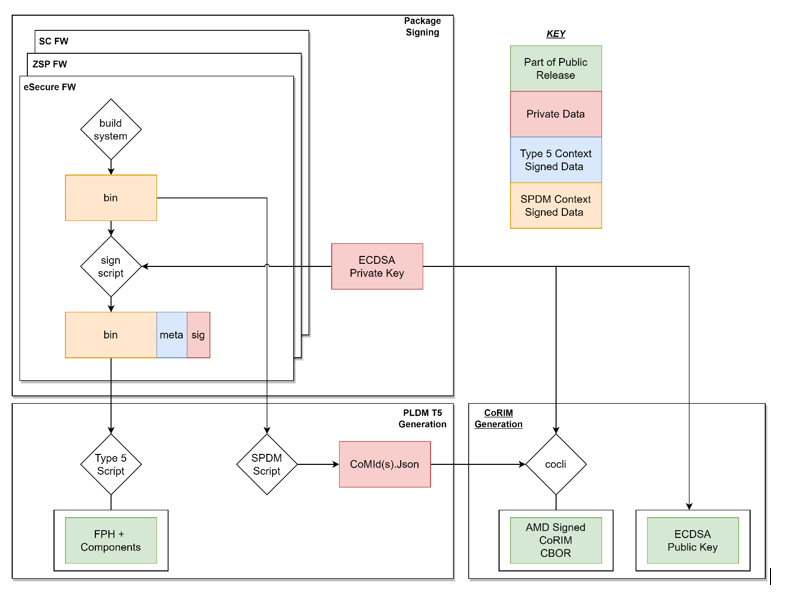 Package
Signing
SC FW
ZSP FW
eSecure FW
build
system
bin
sign
script
ECDSA
Private Key
bin
meta
sig
KEY
Part of Public
Release
Private Data
Type 5 Context
Signed Data
SPDM Context
Signed Data
PLDM T5
Generation
Type 5
Script
SPDM
Script
CoMId(s).Json
FPH +
Components
CoRIM
Generation
cocli
AMD Signed
CoRIM
CBOR
ECDSA
Public Key